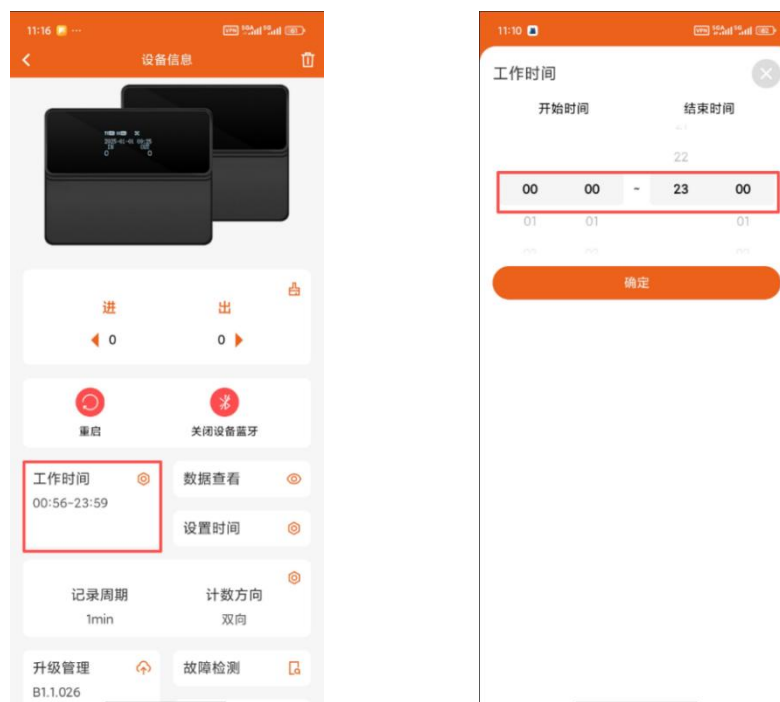 11:16
设备信息
2025-01-01
进
出
0
0
重启
关闭设备蓝牙
工作时间
00:56~23:59
数据查看
设置时间
记录周期
计数方向
1min
双向
升级管理
故障检测
B1.1.026
11:10
工作时间
开始时间 结束时间
22
00 00 ~ 23 00
01 01 01
确定